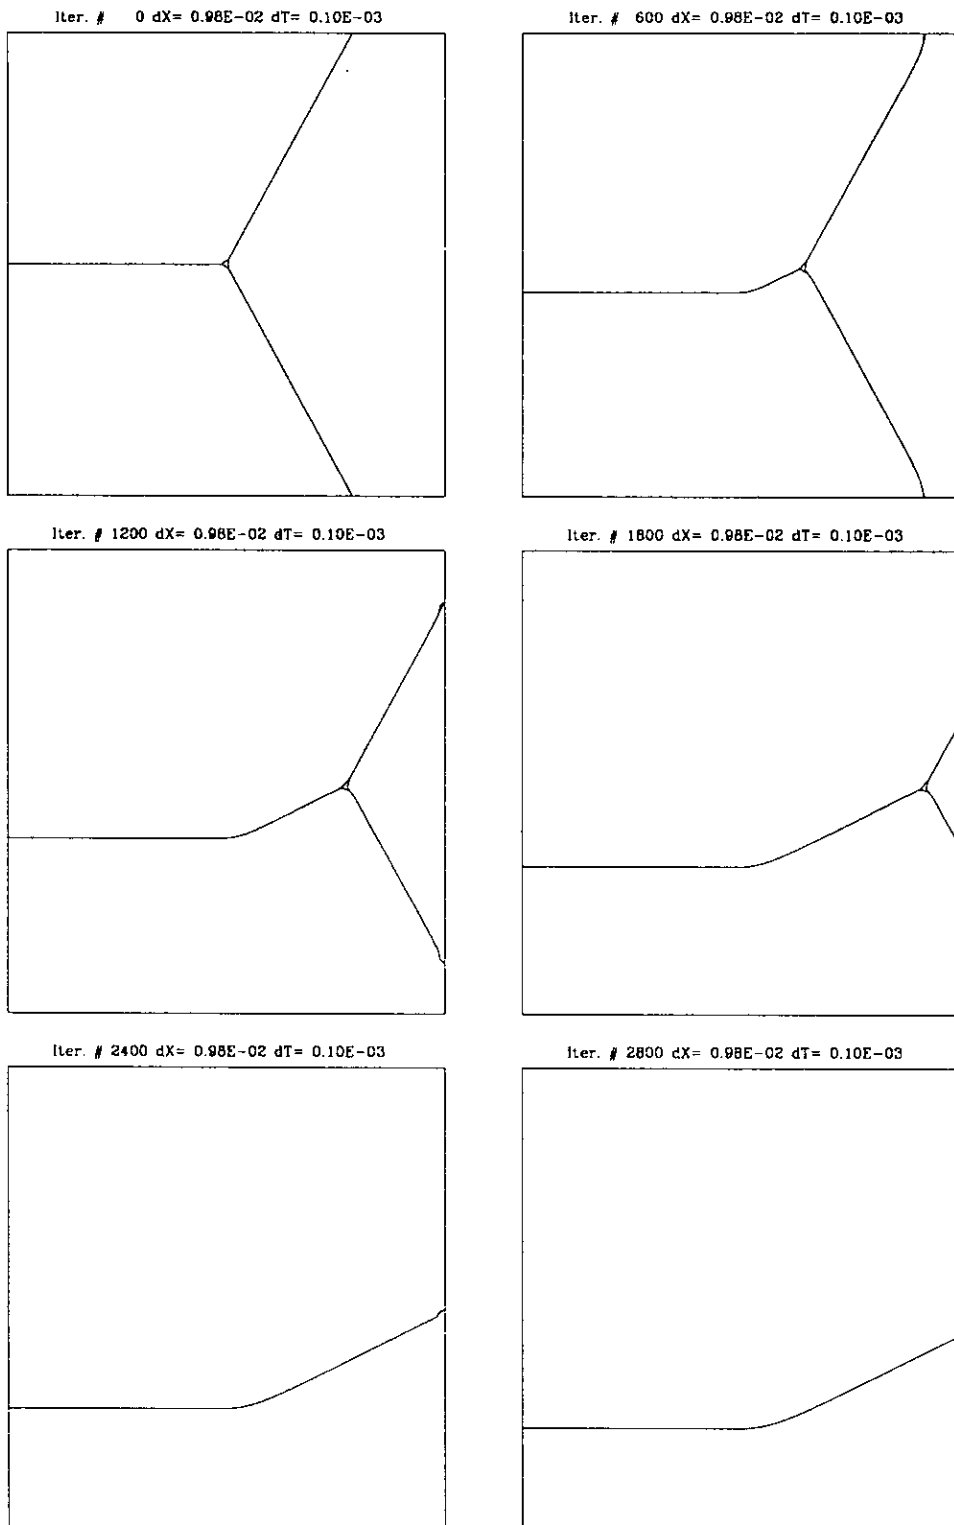 Iter. # 0 dX= 0.98E-02 dT= 0.10E-03
Iter. # 600 dX= 0.98E-02 dT= 0.10E-03
Iter. # 1200 dX= 0.98E-02 dT= 0.10E-03
Iter. # 1800 dX= 0.98E-02 dT= 0.10E-03
Iter. # 2400 dX= 0.98E-02 dT= 0.10E-03
Iter. # 2800 dX= 0.98E-02 dT= 0.10E-03